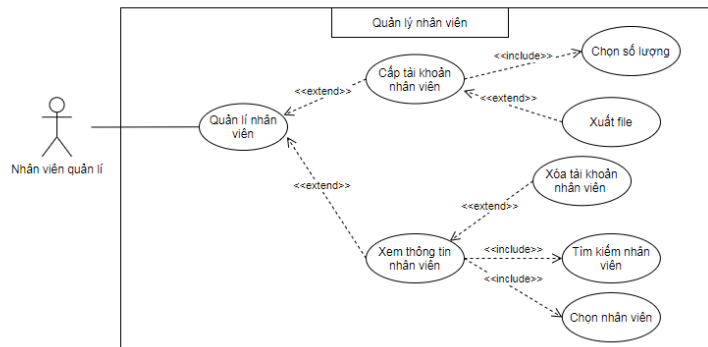 Quản lý nhân viên
Chọn số lượng
<<include>>
Cấp tài khoản
nhân viên
<<extend>>
<<extend>>
Quản lí nhân
viên
Xuất file
Nhân viên quản lí
Xóa tài khoản
nhân viên
<<extend>>
<<extend>>
Xem thông tin
nhân viên
<<include>>
Tìm kiếm nhân
viên
<<include>>
Chọn nhân viên